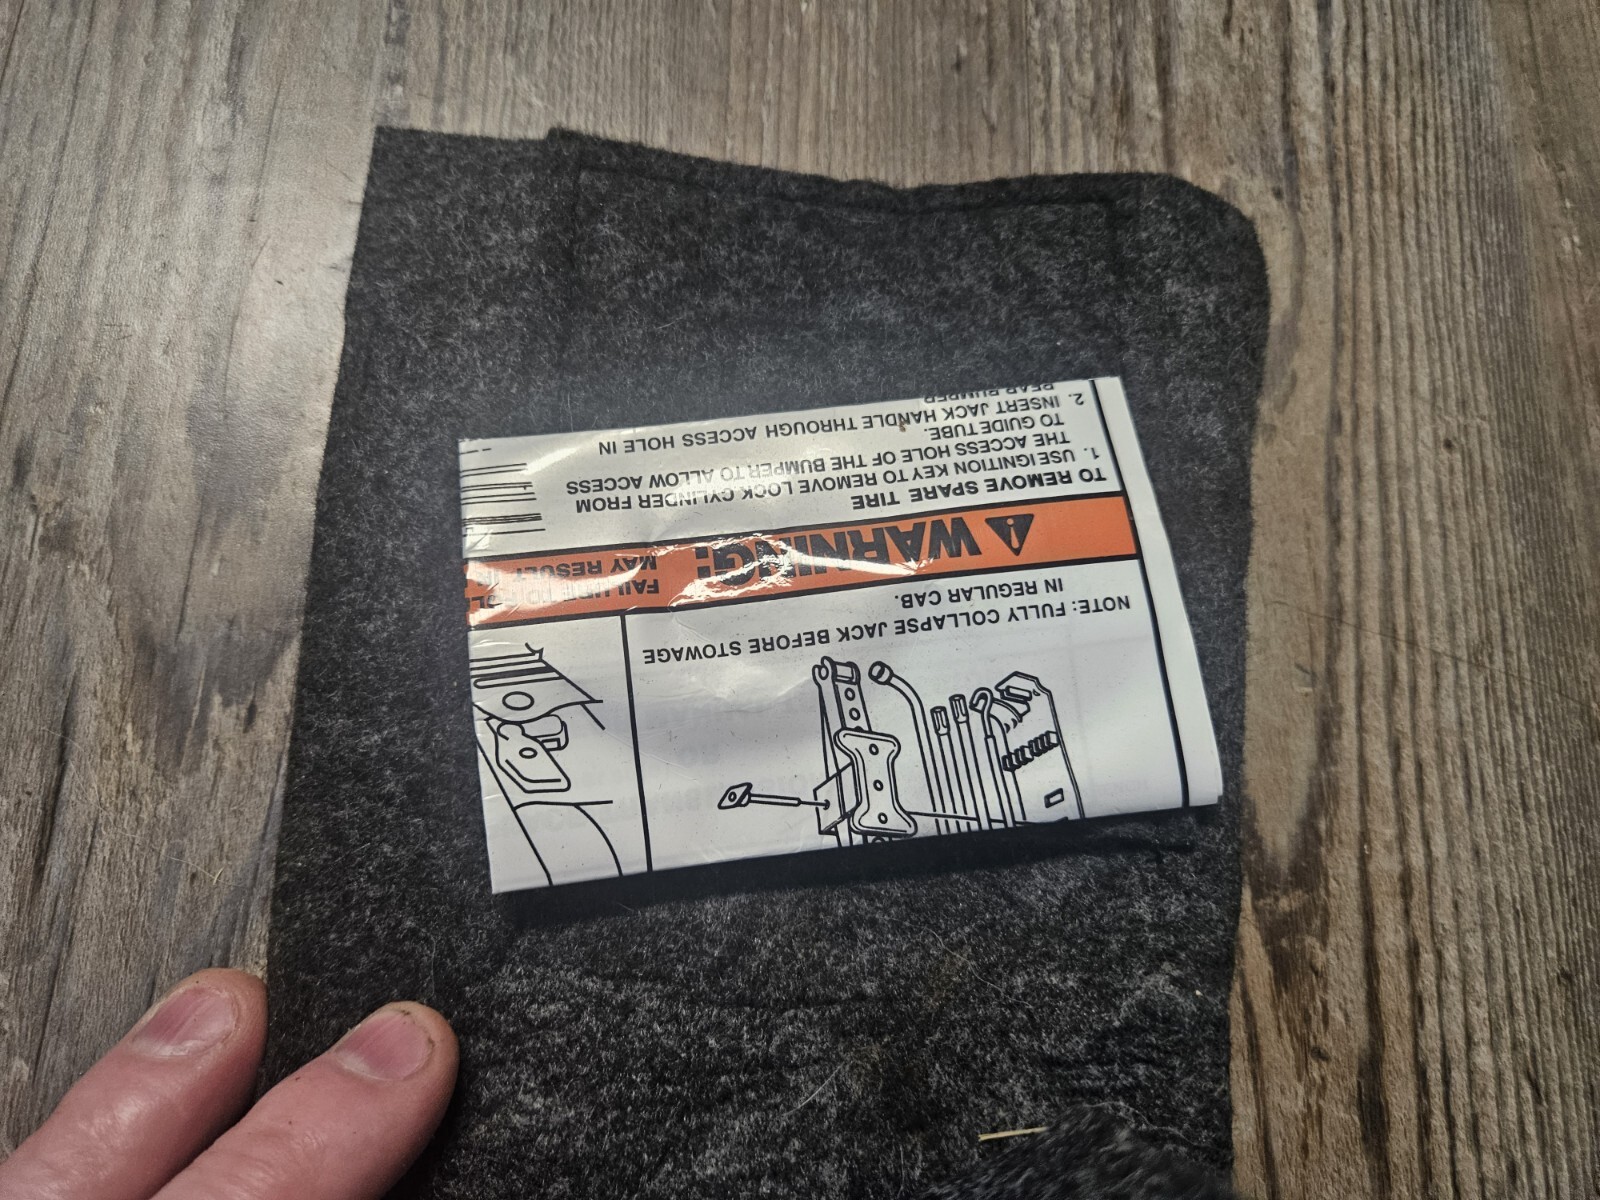 NOTE: FULLY COLLAPSE JACK BEFORE STOWAGE
IN REGULAR CAB.
WARNING!
FAILURE TO
MAY RESULT
TO REMOVE SPARE TIRE
1. USE IGNITION KEY TO REMOVE LOCK CYLINDER FROM
THE ACCESS HOLE OF THE BUMPER TO ALLOW ACCESS
TO GUIDE TUBE.
2. INSERT JACK HANDLE THROUGH ACCESS HOLE IN
REAR BUMPER